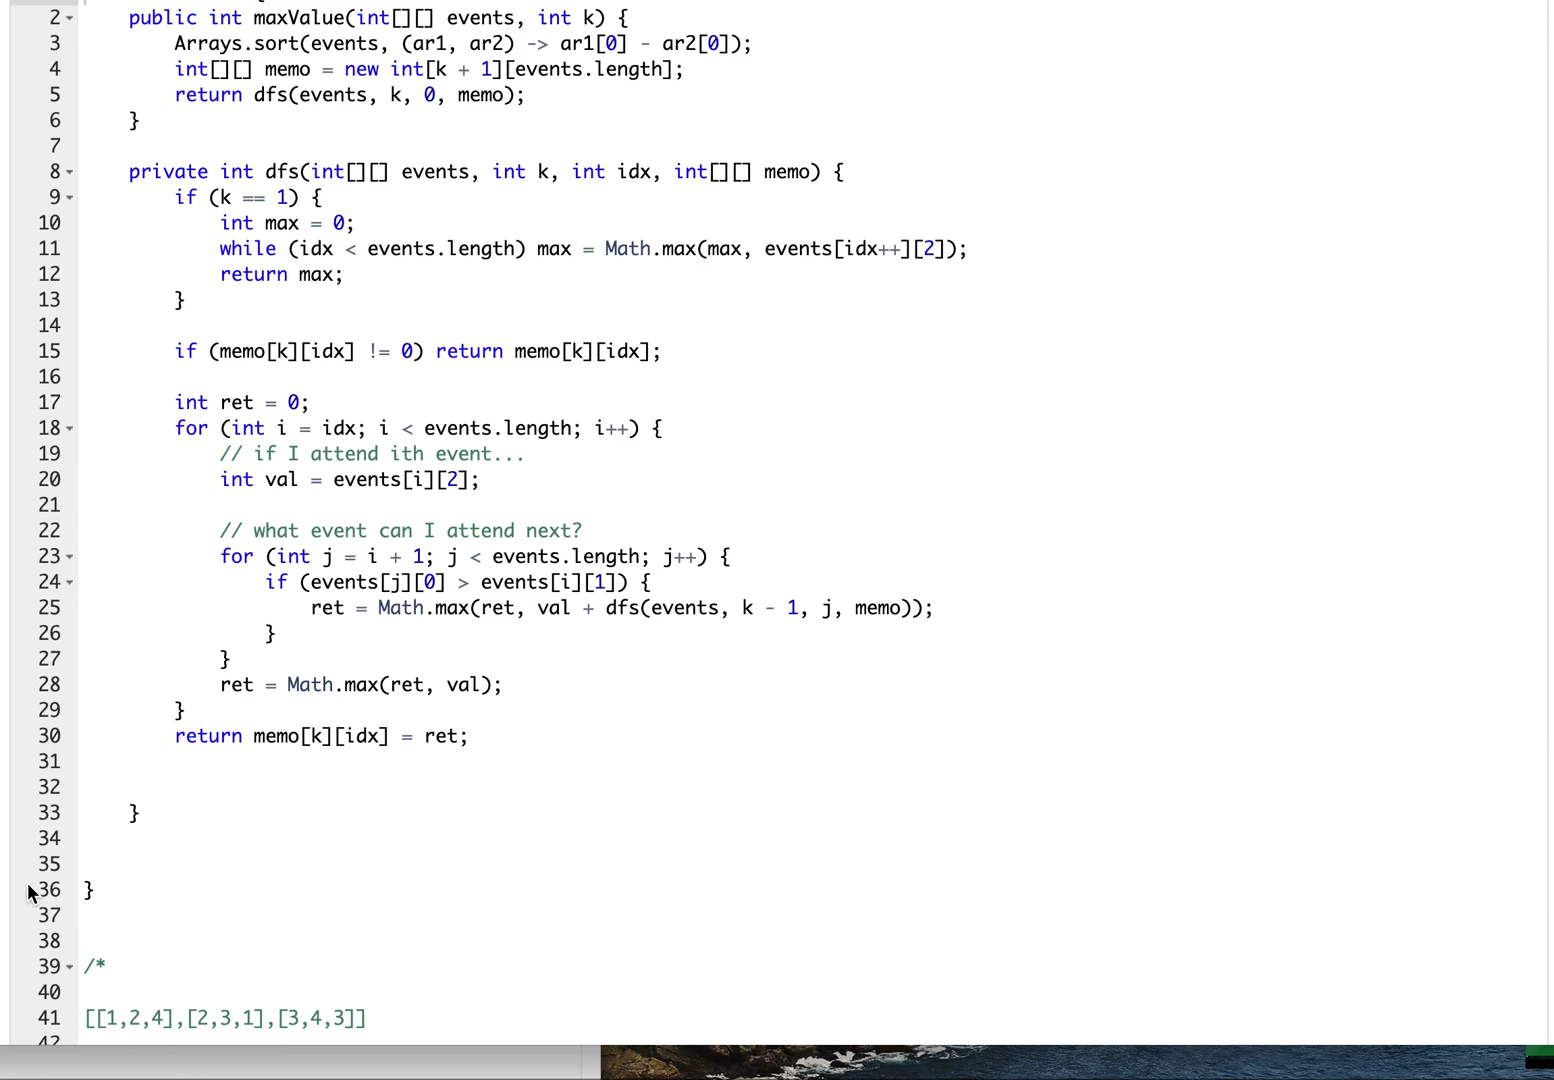 2 public int maxValue(int[][] events, int k) {
3 Arrays.sort(events, (ar1, ar2) -> ar1[0] - ar2[0]);
4 int[][] memo = new int[k + 1][events.length];
5 return dfs(events, k, 0, memo);
6 }
7
8 private int dfs(int[][] events, int k, int idx, int[][] memo) {
9 if (k == 1) {
10 int max = 0;
11 while (idx < events.length) max = Math.max(max, events[idx++][2]);
12 return max;
13 }
14
15 if (memo[k][idx] != 0) return memo[k][idx];
16
17 int ret = 0;
18 for (int i = idx; i < events.length; i++) {
19 // if I attend ith event...
20 int val = events[i][2];
21
22 // what event can I attend next?
23 for (int j = i + 1; j < events.length; j++) {
24 if (events[j][0] > events[i][1]) {
25 ret = Math.max(ret, val + dfs(events, k - 1, j, memo));
26 }
27 }
28 ret = Math.max(ret, val);
29 }
30 return memo[k][idx] = ret;
31
32
33 }
34
35
36 }
37
38
39 /*
40
41 [[1,2,4],[2,3,1],[3,4,3]]
42